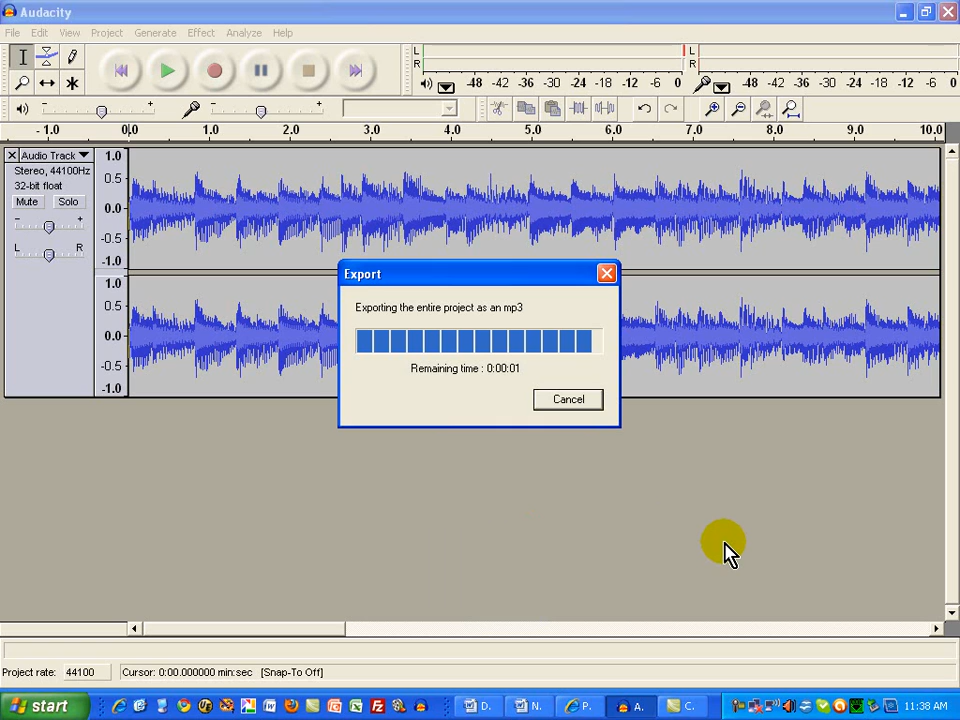 Audacity
File Edit View Project Generate Effect Analyze Help
L
R
-48 -42 -36 -30 -24 -18 -12 -6 0
L
R
-48 -42 -36 -30 -24 -18 -12 -6 0
- 1.0 0.0 1.0 2.0 3.0 4.0 5.0 6.0 7.0 8.0 9.0 10.0
Audio Track
Stereo, 44100Hz
32-bit float
Mute Solo
- +
L R
1.0
0.5
0.0
-0.5
-1.0
1.0
0.5
0.0
-0.5
-1.0
Export
Exporting the entire project as an mp3
Remaining time : 0:00:01
Cancel
Project rate: 44100 Cursor: 0:00.000000 min:sec [Snap-To Off]
start D. N. P. A. C. 11:38 AM